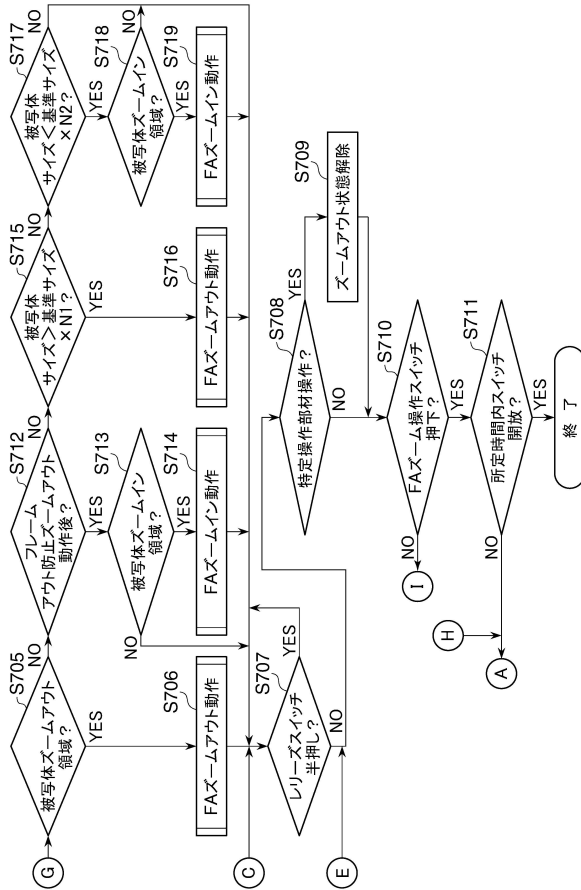 G
S705
被写体ズームアウト
領域?
YES
NO
S706
FAズームアウト動作
S712
フレーム
アウト防止ズームアウト
動作後?
YES
NO
S713
被写体ズームイン
領域?
NO
YES
S714
FAズームイン動作
S715
被写体
サイズ>基準サイズ
×N1?
YES
NO
S716
FAズームアウト動作
S717
被写体
サイズ<基準サイズ
×N2?
YES
NO
S718
被写体ズームイン
領域?
NO
YES
S719
FAズームイン動作
C
S707
レリーズスイッチ
半押し?
YES
NO
E
S708
特定操作部材操作?
YES
NO
S709
ズームアウト状態解除
S710
FAズーム操作スイッチ
押下?
NO
YES
I
S711
所定時間内スイッチ
開放?
NO
YES
H
A
終 了